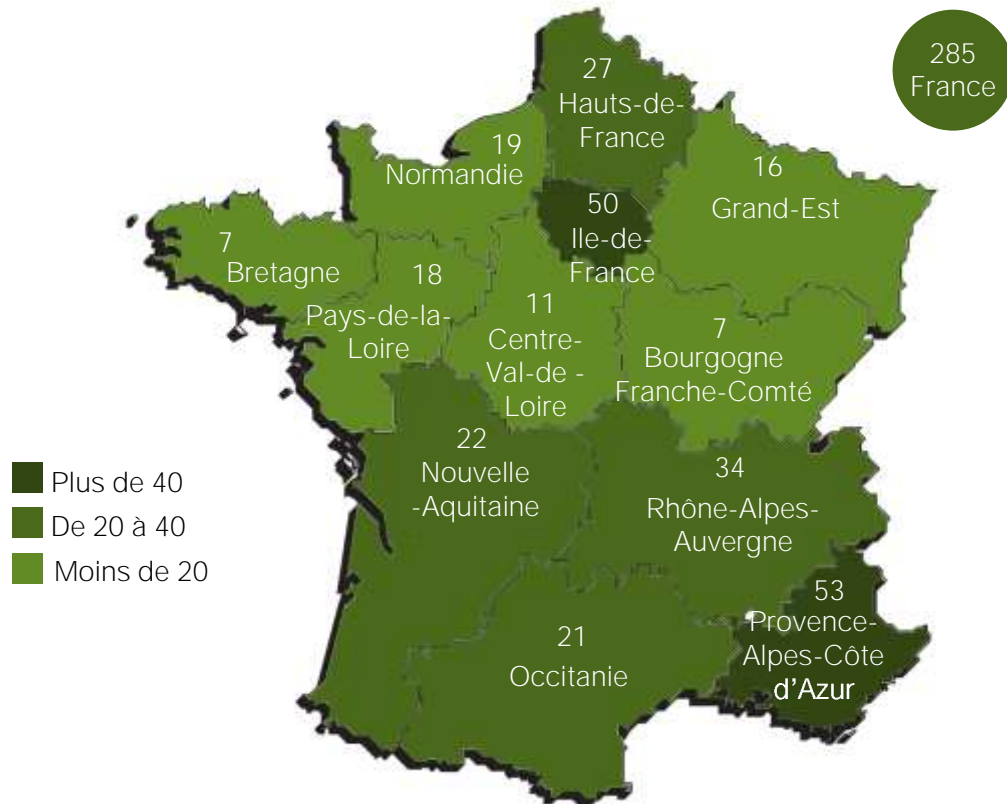 285
France
27
Hauts-de-
France
19
Normandie
16
Grand-Est
50
Ile-de-
France
7
Bretagne
18
Pays-de-la-
Loire
11
Centre-
Val-de -
Loire
7
Bourgogne
Franche-Comté
22
Nouvelle
-Aquitaine
34
Rhône-Alpes-
Auvergne
Plus de 40
De 20 à 40
Moins de 20
53
Provence-
Alpes-Côte
d'Azur
21
Occitanie